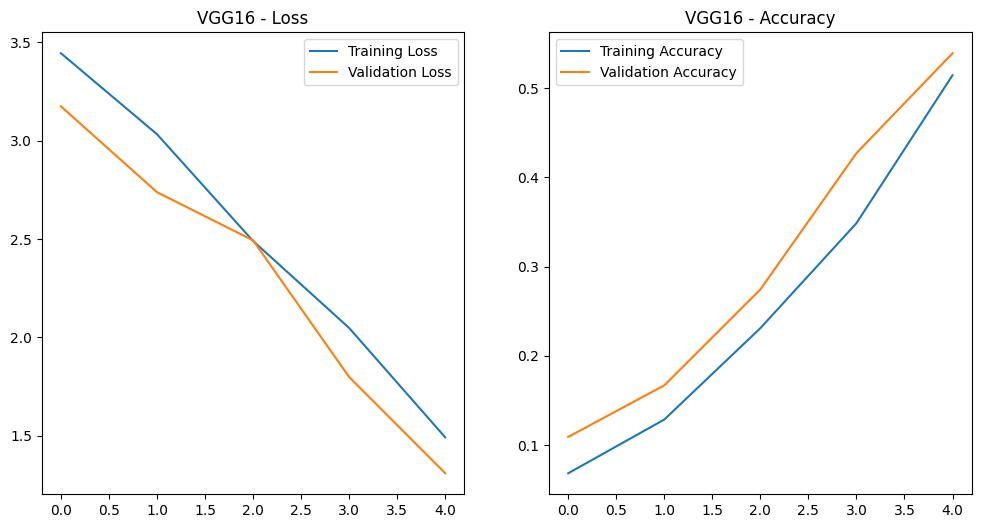 VGG16 - Loss
3.5
3.0
2.5
2.0
1.5
0.0 0.5 1.0 1.5 2.0 2.5 3.0 3.5 4.0
Training Loss
Validation Loss
VGG16 - Accuracy
0.5
0.4
0.3
0.2
0.1
0.0 0.5 1.0 1.5 2.0 2.5 3.0 3.5 4.0
Training Accuracy
Validation Accuracy